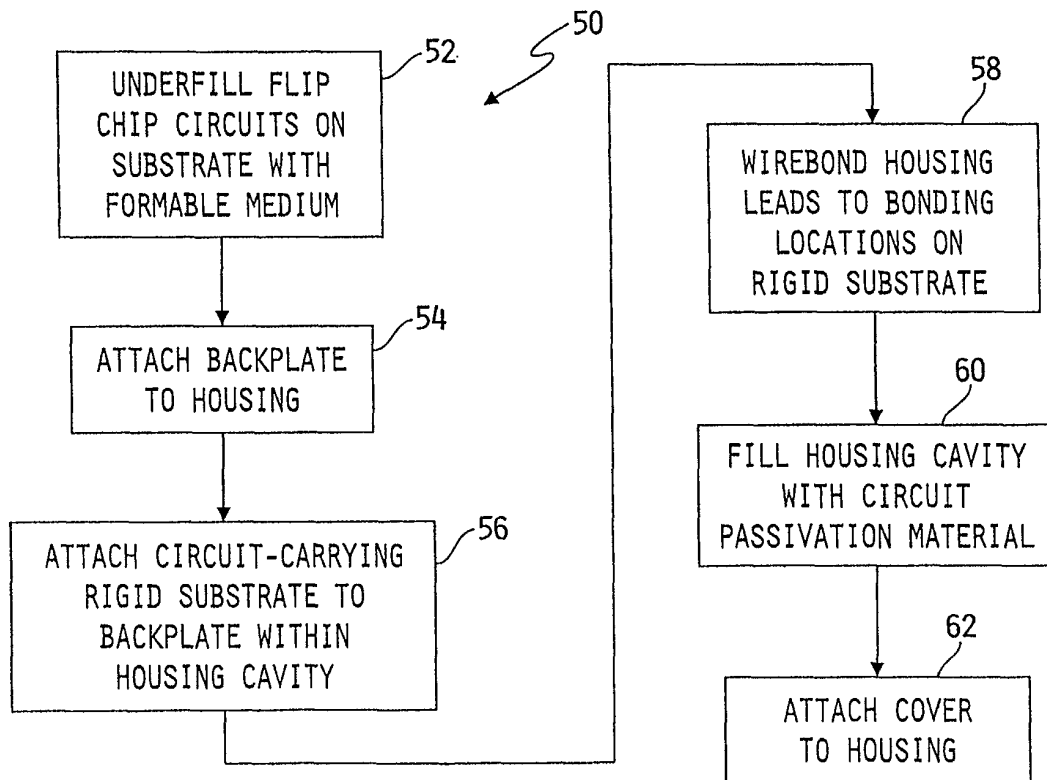 50
52
UNDERFILL FLIP
CHIP CIRCUITS ON
SUBSTRATE WITH
FORMABLE MEDIUM
54
ATTACH BACKPLATE
TO HOUSING
56
ATTACH CIRCUIT-CARRYING
RIGID SUBSTRATE TO
BACKPLATE WITHIN
HOUSING CAVITY
58
WIREBOND HOUSING
LEADS TO BONDING
LOCATIONS ON
RIGID SUBSTRATE
60
FILL HOUSING CAVITY
WITH CIRCUIT
PASSIVATION MATERIAL
62
ATTACH COVER
TO HOUSING